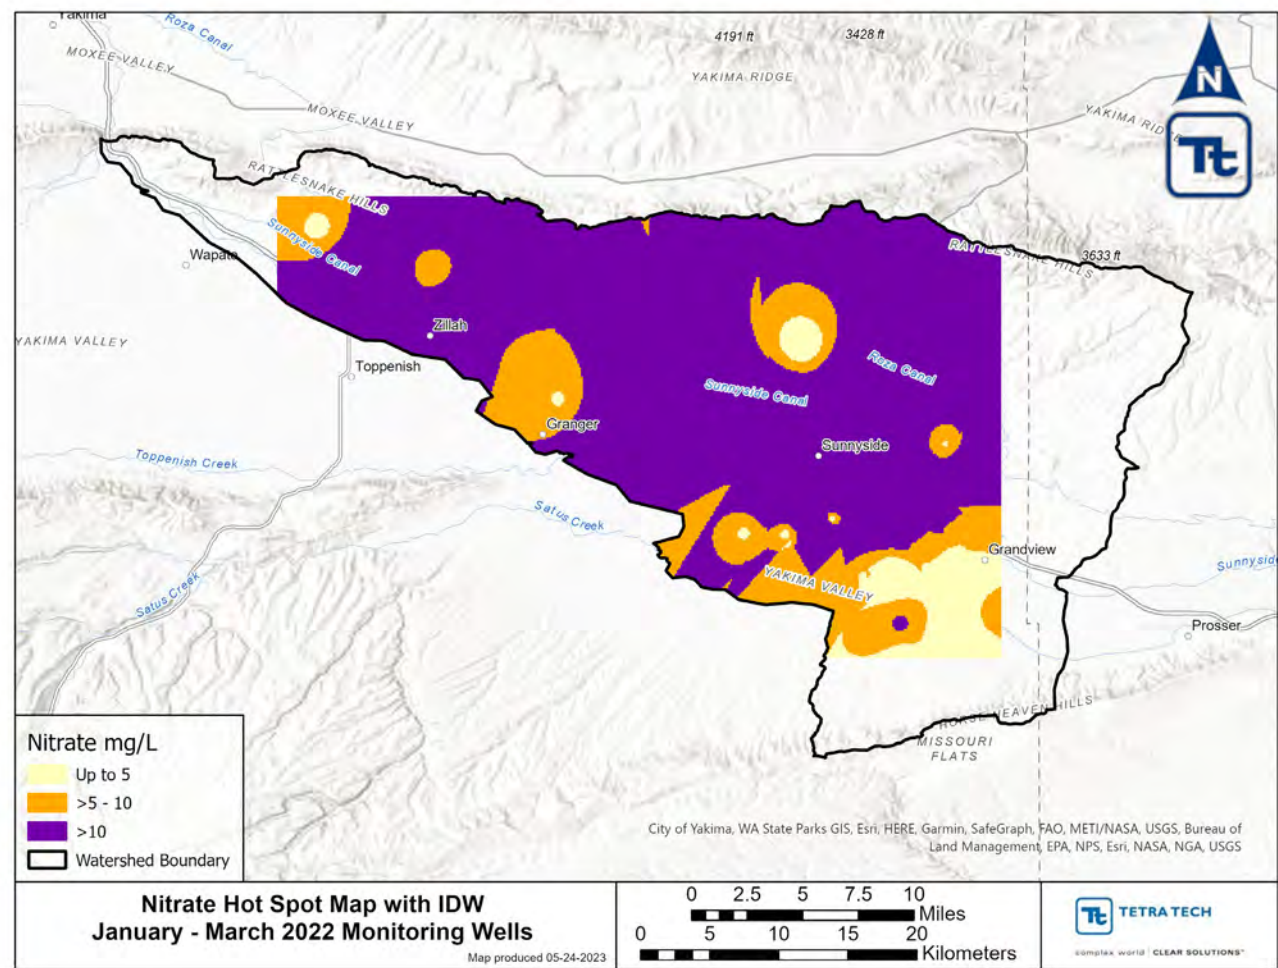 Yakima
Roza Canal
4191 ft
3428 ft
MOXEE VALLEY
YAKIMA RIDGE
N
MOXEE VALLEY
YAKIMA RIDGE
Tt
RATTLESNAKE HILLS
Sunnyside Canal
Wapato
RATTLESNAKE HILLS
3633 ft
Zillah
YAKIMA VALLEY
Toppenish
Roza Canal
Sunnyside Canal
Granger
Sunnyside
Toppenish Creek
Satus Creek
Grandview
Sunnyside
YAKIMA VALLEY
Satus Creek
Prosser
HORSE HEAVEN HILLS
MISSOURI
FLATS
Nitrate mg/L
Up to 5
>5 - 10
>10
Watershed Boundary
City of Yakima, WA State Parks GIS, Esri, HERE, Garmin, SafeGraph, FAO, METI/NASA, USGS, Bureau of
Land Management, EPA, NPS, Esri, NASA, NGA, USGS
Nitrate Hot Spot Map with IDW
January - March 2022 Monitoring Wells
Map produced 05-24-2023
0 2.5 5 7.5 10
Miles
0 5 10 15 20
Kilometers
Tt TETRA TECH
complex world | CLEAR SOLUTIONS™